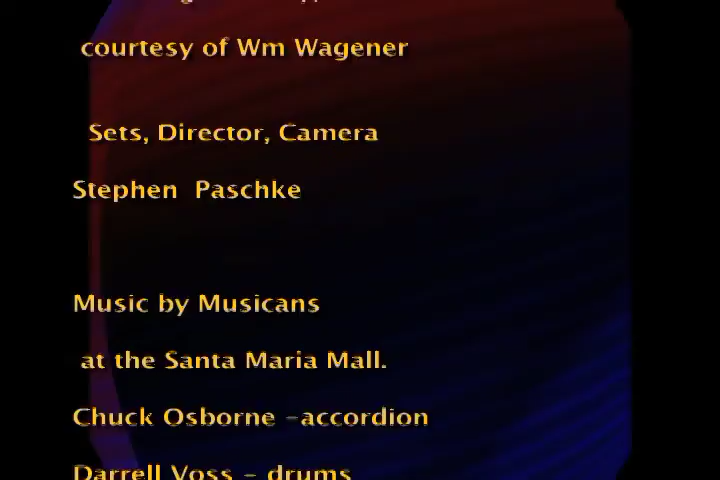 courtesy of Wm Wagener
Sets, Director, Camera
Stephen Paschke
Music by Musicans
at the Santa Maria Mall.
Chuck Osborne -accordion
Darrell Voss - drums